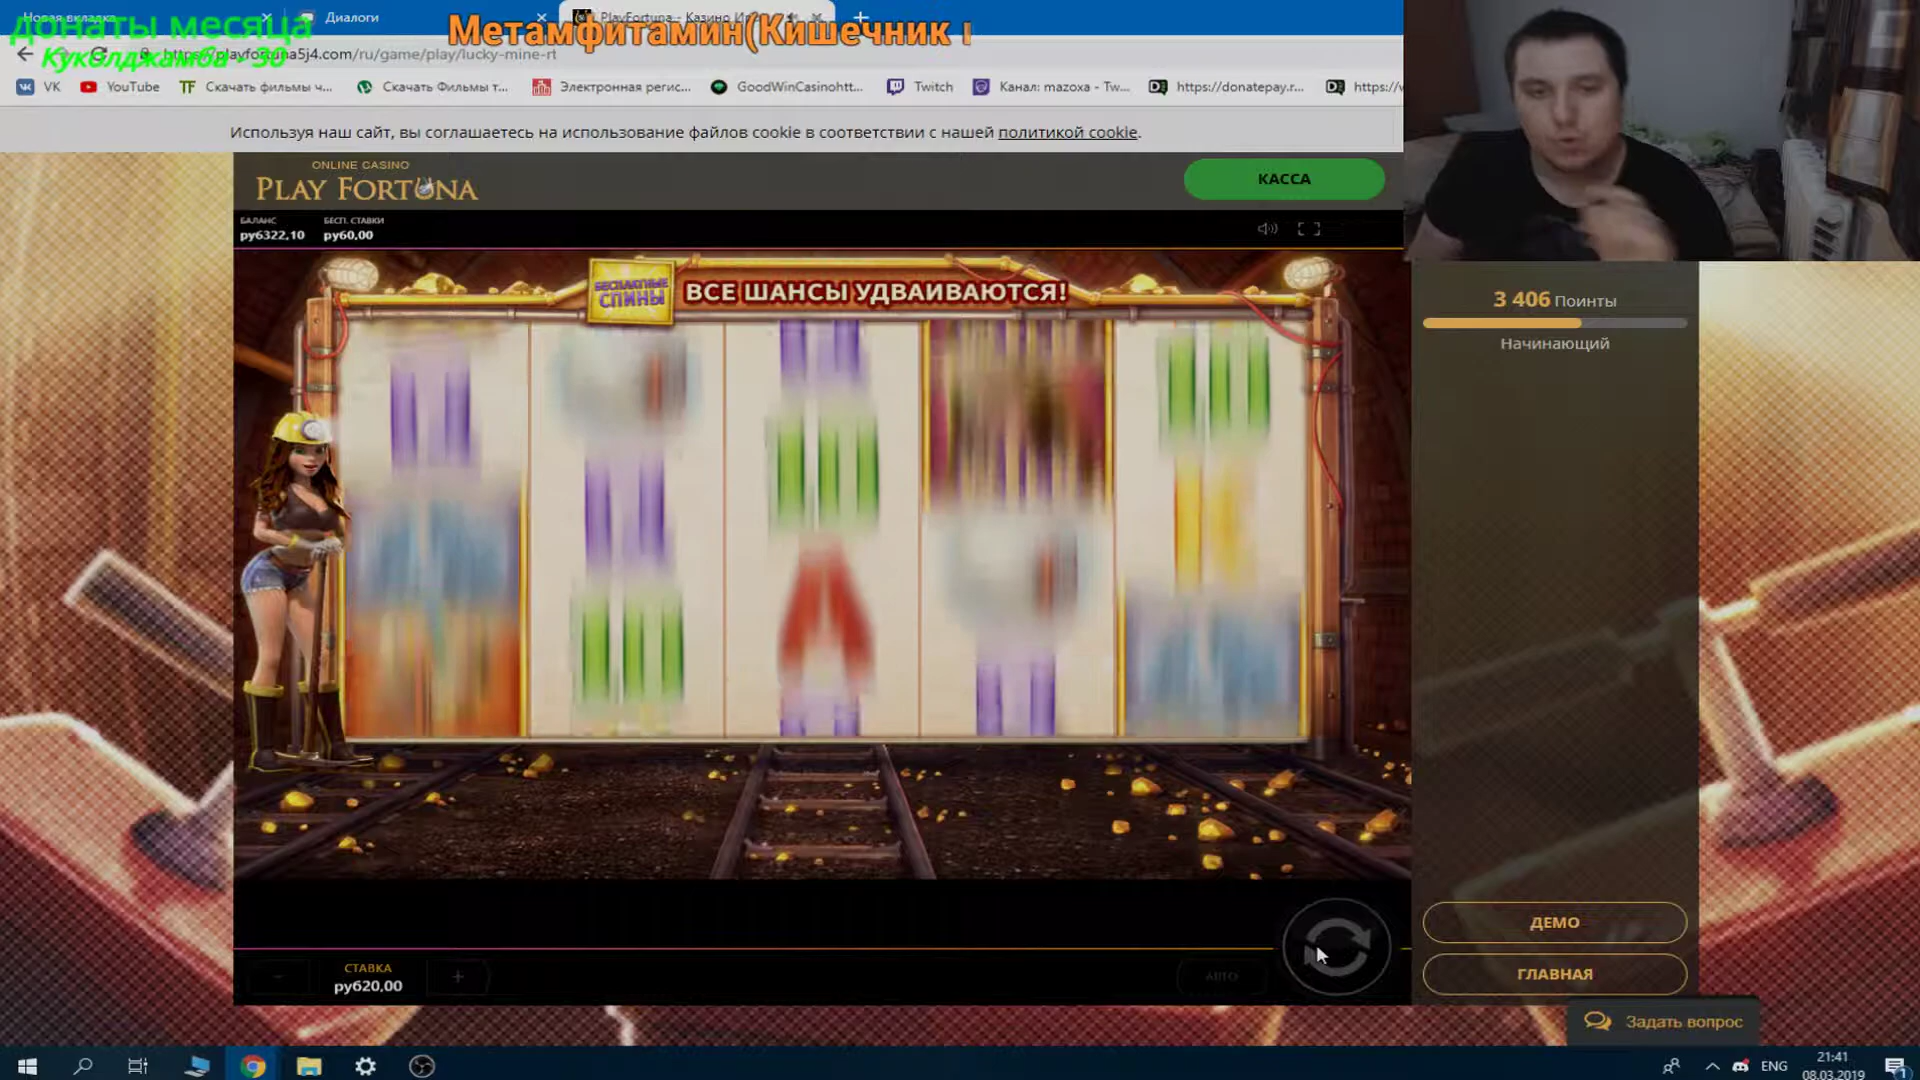 донаты месяца
Куколджамба - 30
Метамфитамин(Кишечник
Новая вкладка
Диалоги
PlayFortuna - Казино
https://playfortuna5j4.com/ru/game/play/lucky-mine-rt
VK
YouTube
Скачать фильмы ч...
Скачать Фильмы т...
Электронная регис...
GoodWinCasinohtt...
Twitch
Канал: mazoxa - Tw...
https://donatepay.r...
https://v
Используя наш сайт, вы соглашаетесь на использование файлов cookie в соответствии с нашей политикой cookie.
ONLINE CASINO
PLAY FORTUNA
КАССА
БАЛАНС
БЕСП. СТАВКИ
ру6322,10
ру60,00
БЕСПЛАТНЫЕ
СПИНЫ
ВСЕ ШАНСЫ УДВАИВАЮТСЯ!
3 406 Поинты
Начинающий
ДЕМО
ГЛАВНАЯ
СТАВКА
- ру620,00 +
АВТО
Задать вопрос
ENG
21:41
08.03.2019
1